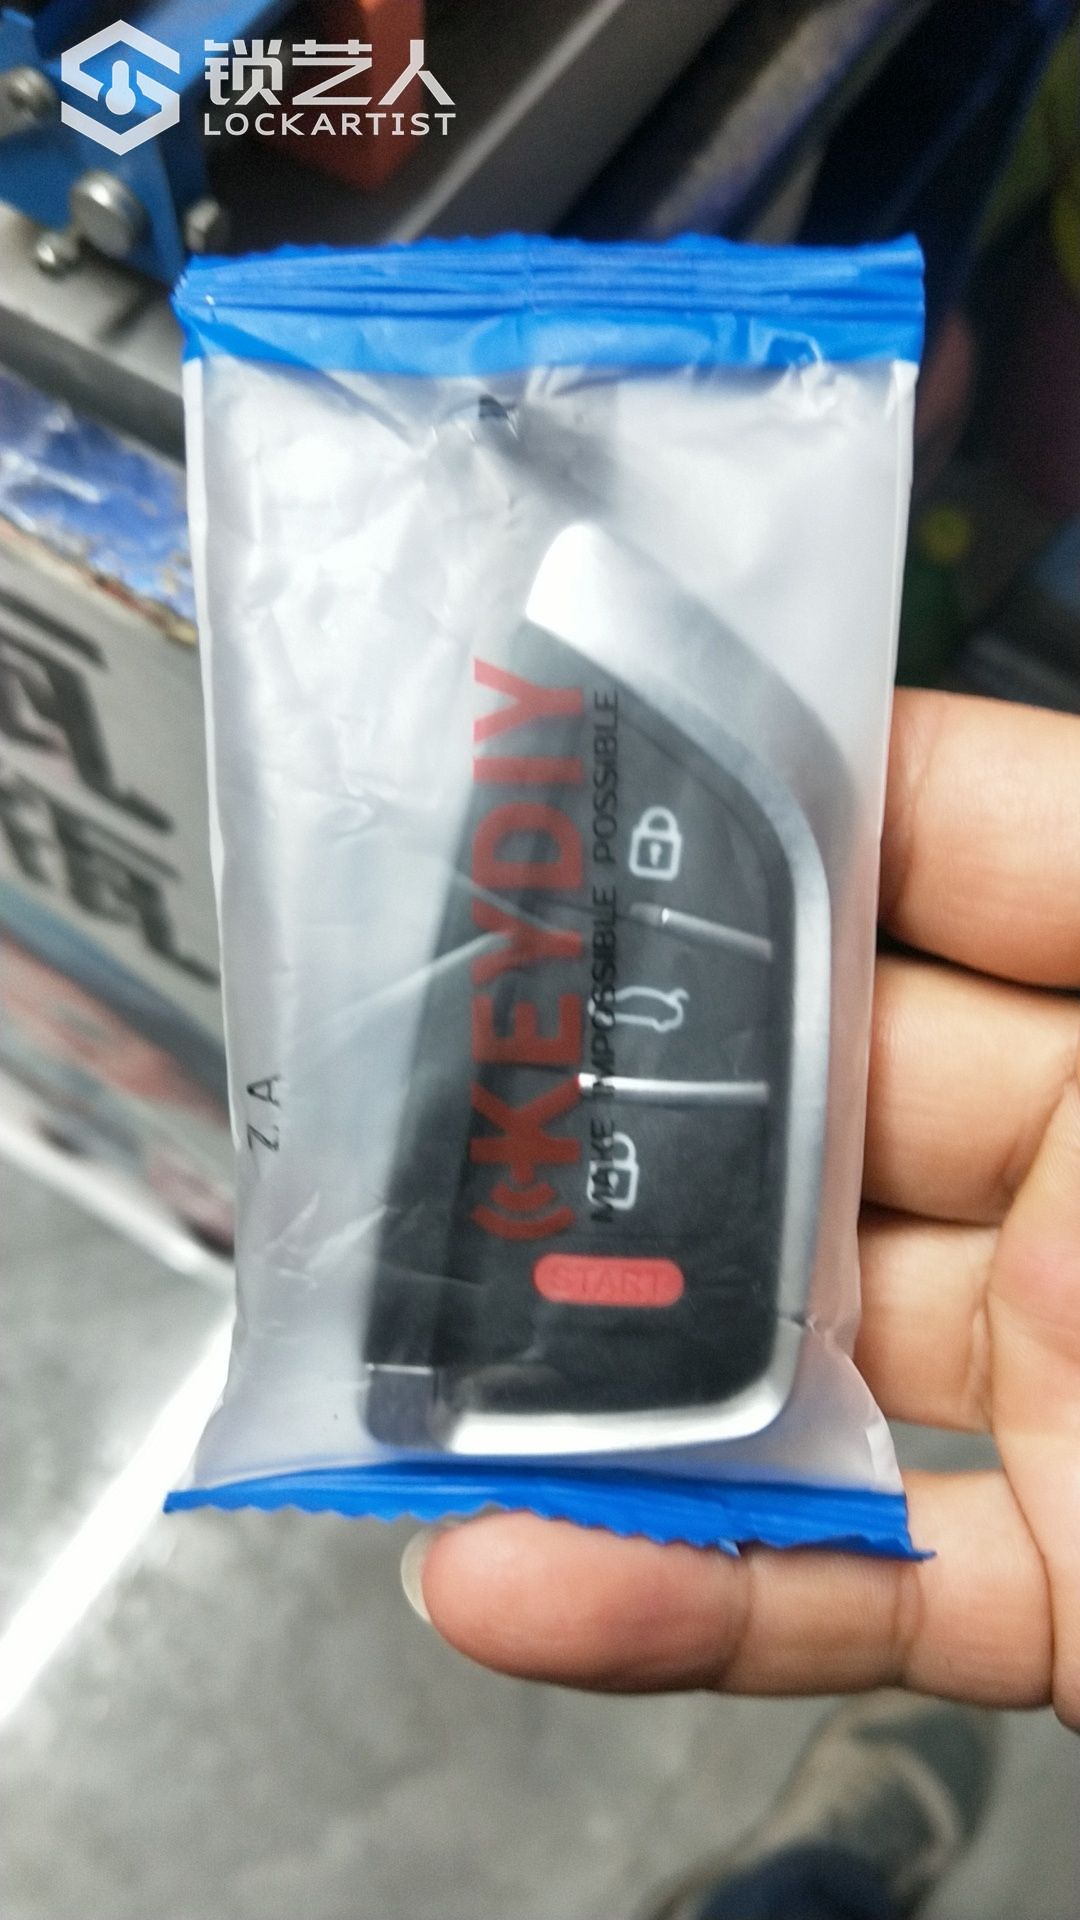 锁艺人
LOCKARTIST
KEYDIY
MAKE IMPOSSIBLE POSSIBLE
Z.A
START